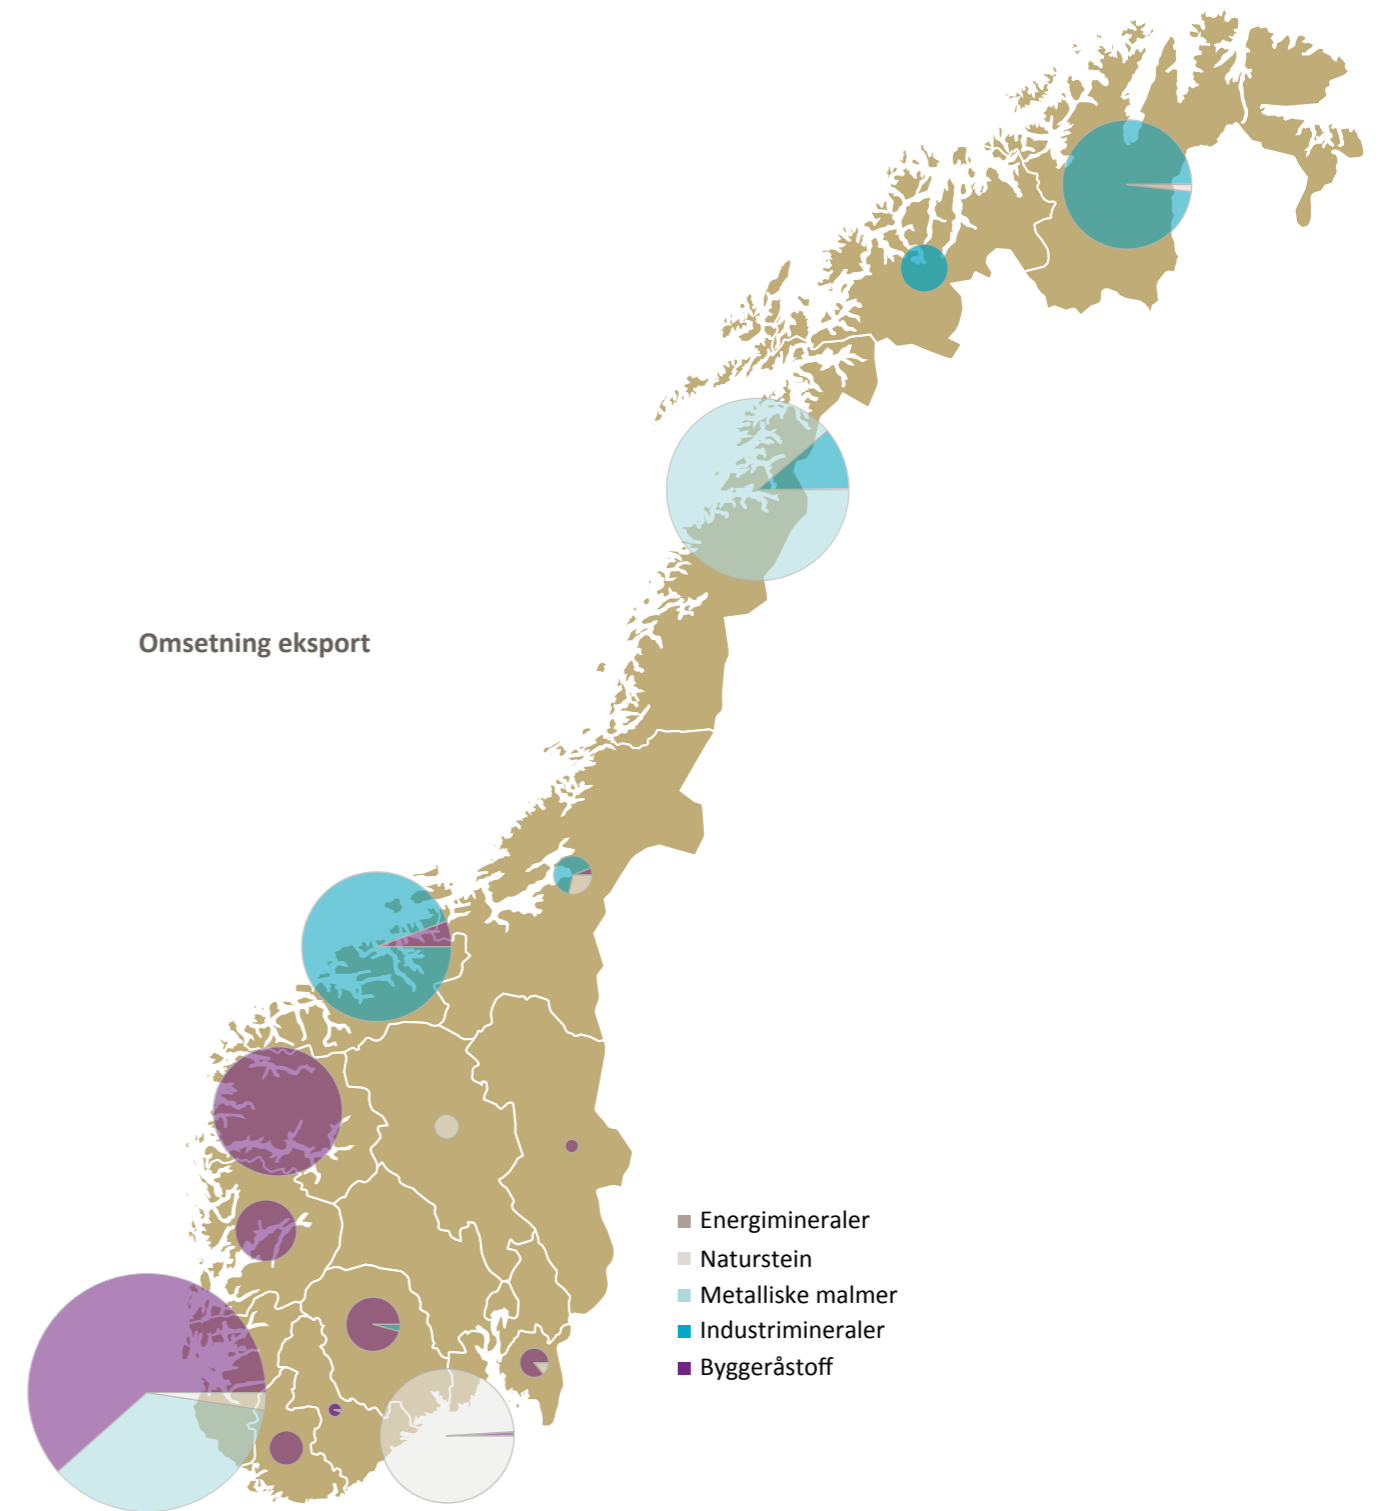 Omsetning eksport
Energimineraler
Naturstein
Metalliske malmer
Industrimineraler
Byggeråstoff